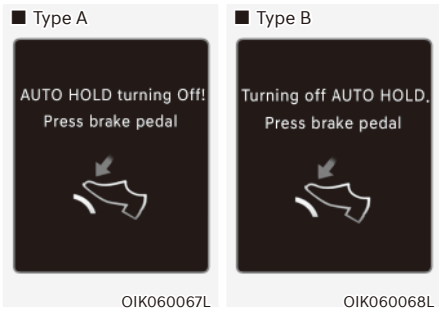 ■ Type A
AUTO HOLD turning Off!
Press brake pedal
OIK060067L
■ Type B
Turning off AUTO HOLD.
Press brake pedal
OIK060068L